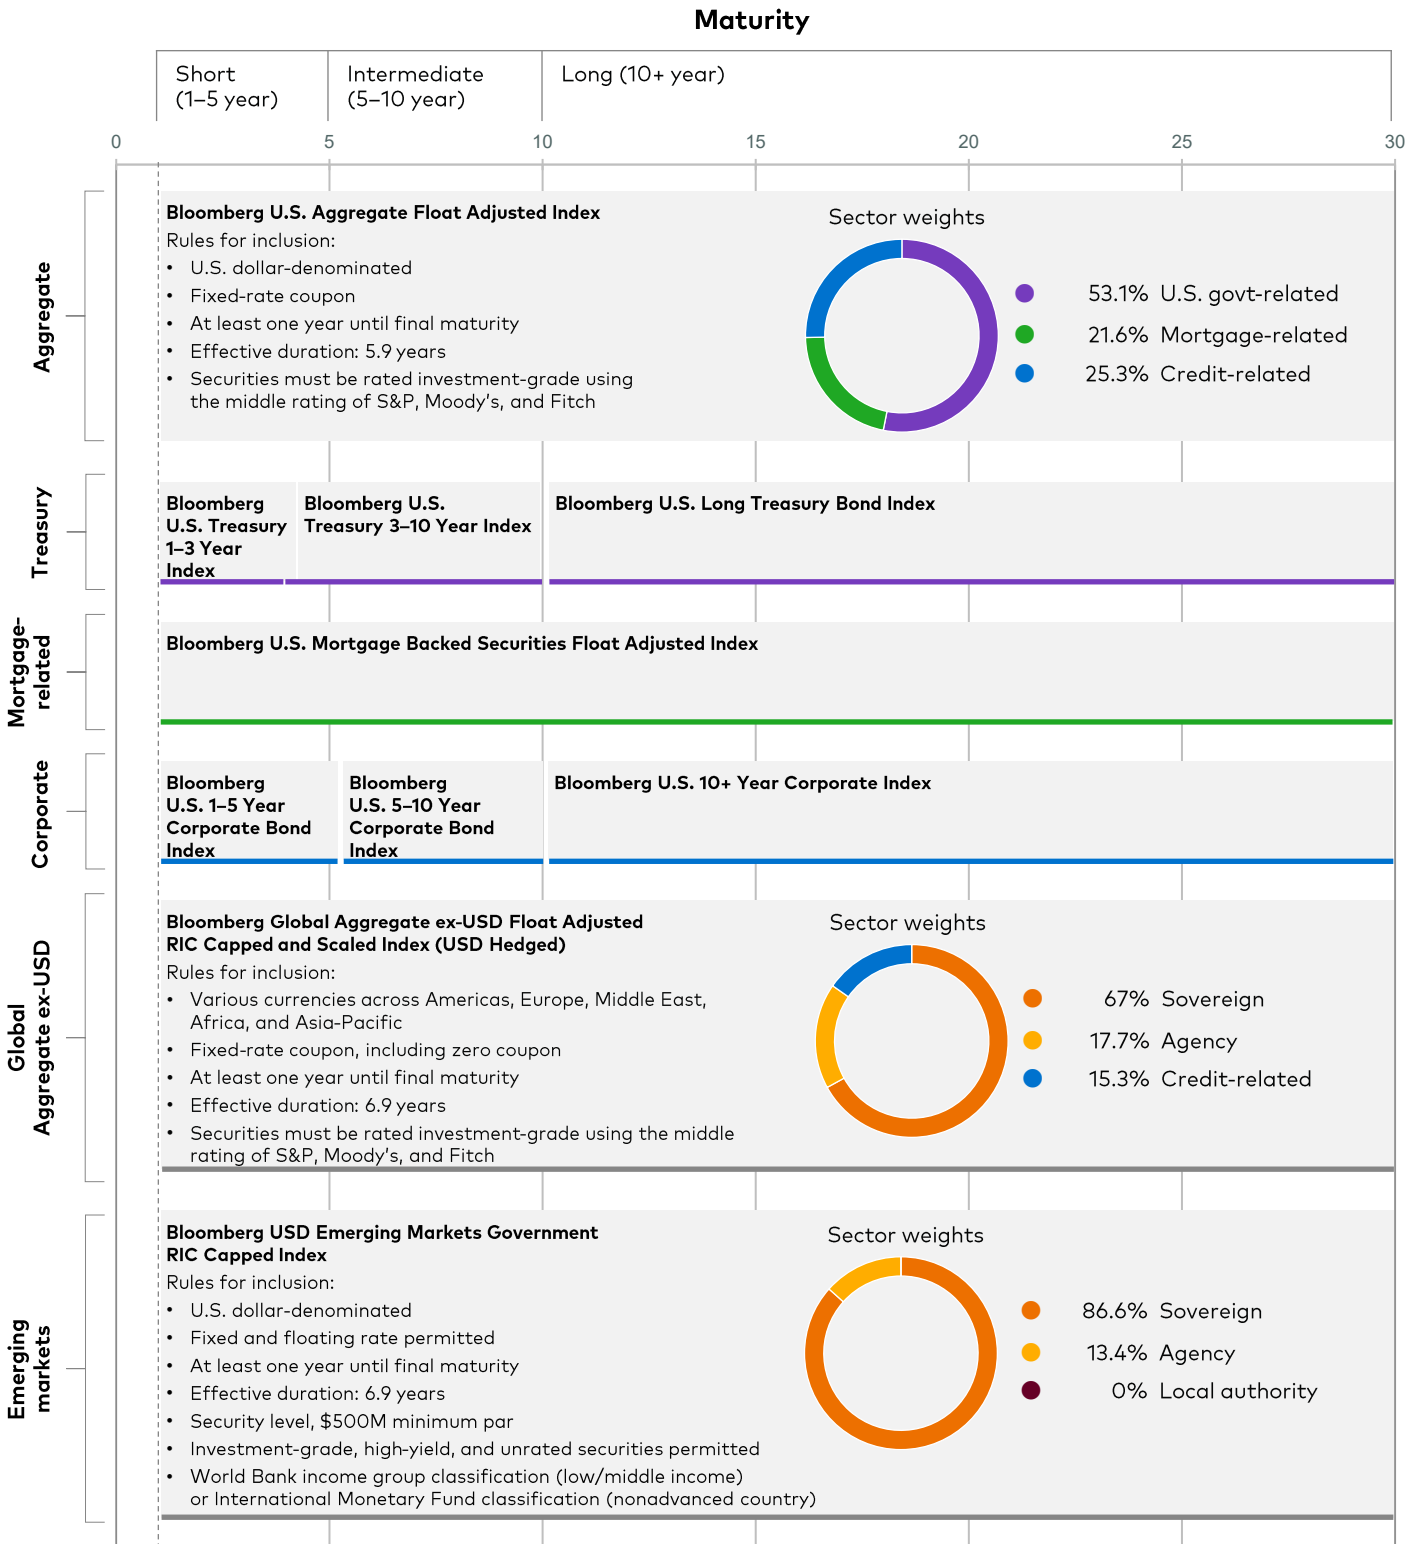 Maturity
Short
(1–5 year)
Intermediate
(5–10 year)
Long (10+ year)
0
5
10
15
20
25
30
Aggregate
Bloomberg U.S. Aggregate Float Adjusted Index
Rules for inclusion:
• U.S. dollar-denominated
• Fixed-rate coupon
• At least one year until final maturity
• Effective duration: 5.9 years
• Securities must be rated investment-grade using
the middle rating of S&P, Moody’s, and Fitch
Sector weights
53.1% U.S. govt-related
21.6% Mortgage-related
25.3% Credit-related
Treasury
Bloomberg
U.S. Treasury
1–3 Year
Index
Bloomberg U.S.
Treasury 3–10 Year Index
Bloomberg U.S. Long Treasury Bond Index
Mortgage-
related
Bloomberg U.S. Mortgage Backed Securities Float Adjusted Index
Corporate
Bloomberg
U.S. 1–5 Year
Corporate Bond
Index
Bloomberg
U.S. 5–10 Year
Corporate Bond
Index
Bloomberg U.S. 10+ Year Corporate Index
Global
Aggregate ex-USD
Bloomberg Global Aggregate ex-USD Float Adjusted
RIC Capped and Scaled Index (USD Hedged)
Rules for inclusion:
• Various currencies across Americas, Europe, Middle East,
Africa, and Asia-Pacific
• Fixed-rate coupon, including zero coupon
• At least one year until final maturity
• Effective duration: 6.9 years
• Securities must be rated investment-grade using the middle
rating of S&P, Moody’s, and Fitch
Sector weights
67% Sovereign
17.7% Agency
15.3% Credit-related
Emerging
markets
Bloomberg USD Emerging Markets Government
RIC Capped Index
Rules for inclusion:
• U.S. dollar-denominated
• Fixed and floating rate permitted
• At least one year until final maturity
• Effective duration: 6.9 years
• Security level, $500M minimum par
• Investment-grade, high-yield, and unrated securities permitted
• World Bank income group classification (low/middle income)
or International Monetary Fund classification (nonadvanced country)
Sector weights
86.6% Sovereign
13.4% Agency
0% Local authority